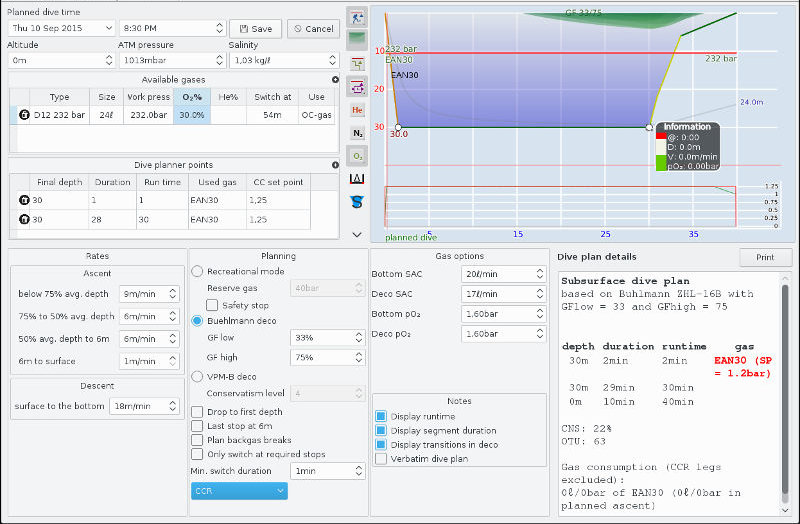 Planned dive time
Thu 10 Sep 2015
8:30 PM
Save
Cancel
Altitude
ATM pressure
Salinity
0m
1013mbar
1,03 kg/ℓ
Available gases
Type
Size
Work press
O₂%
He%
Switch at
Use
D12 232 bar
24ℓ
232.0bar
30.0%
54m
OC-gas
Dive planner points
Final depth
Duration
Run time
Used gas
CC set point
30
1
1
EAN30
1,25
30
28
30
EAN30
1,25
He
N₂
O₂
GF 33/75
10
232 bar
EAN30
EAN30
232 bar
20
24.0m
30
30.0
Information
@: 0:00
D: 0.0m
V: 0.0m/min
pO₂: 0.00bar
1.25
1
0.75
0.5
0.25
0
5
15
25
35
planned dive
Rates
Ascent
below 75% avg. depth
9m/min
75% to 50% avg. depth
6m/min
50% avg. depth to 6m
6m/min
6m to surface
1m/min
Descent
surface to the bottom
18m/min
Planning
Recreational mode
Reserve gas
40bar
Safety stop
Buehlmann deco
GF low
33%
GF high
75%
VPM-B deco
Conservatism level
4
Drop to first depth
Last stop at 6m
Plan backgas breaks
Only switch at required stops
Min. switch duration
1min
CCR
Gas options
Bottom SAC
20ℓ/min
Deco SAC
17ℓ/min
Bottom pO₂
1.60bar
Deco pO₂
1.60bar
Notes
Display runtime
Display segment duration
Display transitions in deco
Verbatim dive plan
Dive plan details
Print
Subsurface dive plan
based on Buhlmann ZHL-16B with
GFlow = 33 and GFhigh = 75
depth duration runtime gas
30m 2min 2min EAN30 (SP
= 1.2bar)
30m 29min 30min
0m 10min 40min
CNS: 22%
OTU: 63
Gas consumption (CCR legs
excluded):
0ℓ/0bar of EAN30 (0ℓ/0bar in
planned ascent)